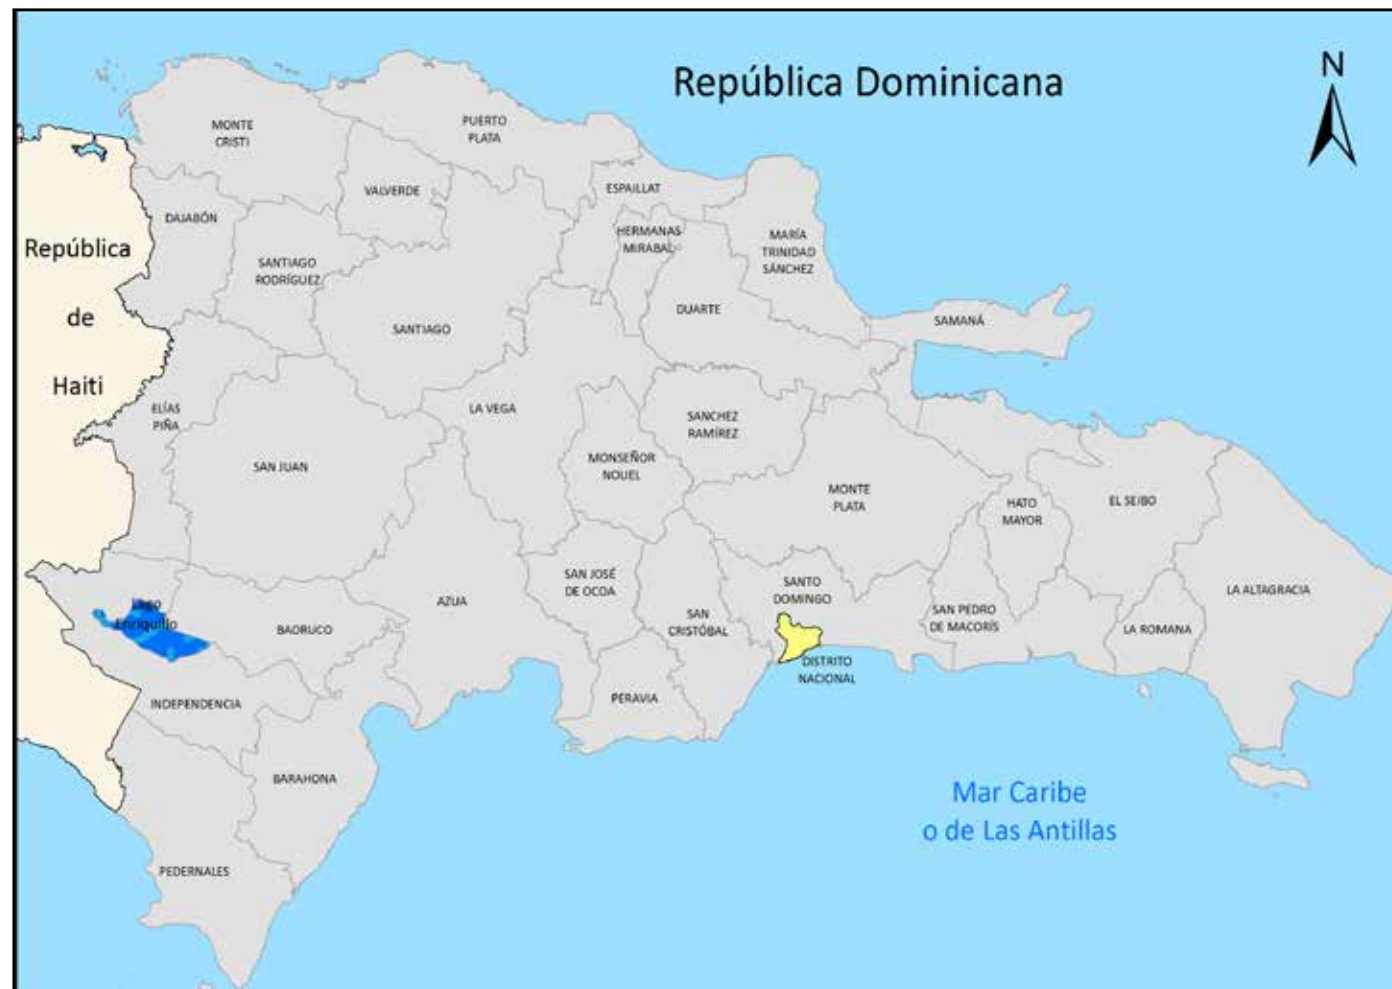 República Dominicana
N
MONTE
CRISTI
PUERTO
PLATA
VALVERDE
ESPAILLAT
DAJABÓN
HERMANAS
MIRABAL
MARÍA
TRINIDAD
SÁNCHEZ
República
de
Haiti
SANTIAGO
RODRÍGUEZ
SANTIAGO
DUARTE
SAMANÁ
ELÍAS
PIÑA
LA VEGA
SANCHEZ
RAMÍREZ
SAN JUAN
MONSEÑOR
NOUEL
MONTE
PLATA
HATO
MAYOR
EL SEIBO
SAN JOSÉ
DE OCOA
SANTO
DOMINGO
LA ALTAGRACIA
AZUA
Lago
Enriquillo
BAORUCO
SAN
CRISTÓBAL
SAN PEDRO
DE MACORÍS
LA ROMANA
DISTRITO
NACIONAL
INDEPENDENCIA
PERAVIA
BARAHONA
Mar Caribe
o de Las Antillas
PEDERNALES